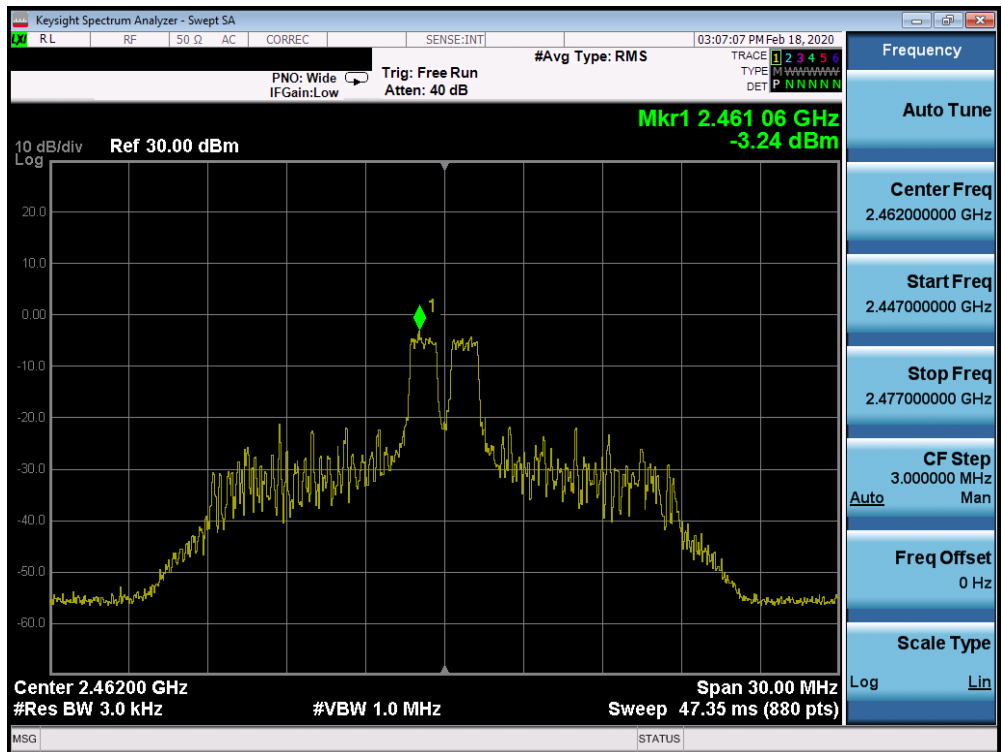 Keysight Spectrum Analyzer - Swept SA
LXI RL RF 50 Ω AC CORREC SENSE:INT 03:07:07 PM Feb 18, 2020
#Avg Type: RMS TRACE 1 2 3 4 5 6
PNO: Wide Trig: Free Run TYPE M WWWWW
IFGain:Low Atten: 40 dB DET P N N N N N
Mkr1 2.461 06 GHz
-3.24 dBm
10 dB/div Ref 30.00 dBm
Log
20.0
10.0
1
0.00
-10.0
-20.0
-30.0
-40.0
-50.0
-60.0
Center 2.46200 GHz Span 30.00 MHz
#Res BW 3.0 kHz #VBW 1.0 MHz Sweep 47.35 ms (880 pts)
MSG STATUS
Frequency
Auto Tune
Center Freq
2.462000000 GHz
Start Freq
2.447000000 GHz
Stop Freq
2.477000000 GHz
CF Step
3.000000 MHz
Auto Man
Freq Offset
0 Hz
Scale Type
Log Lin